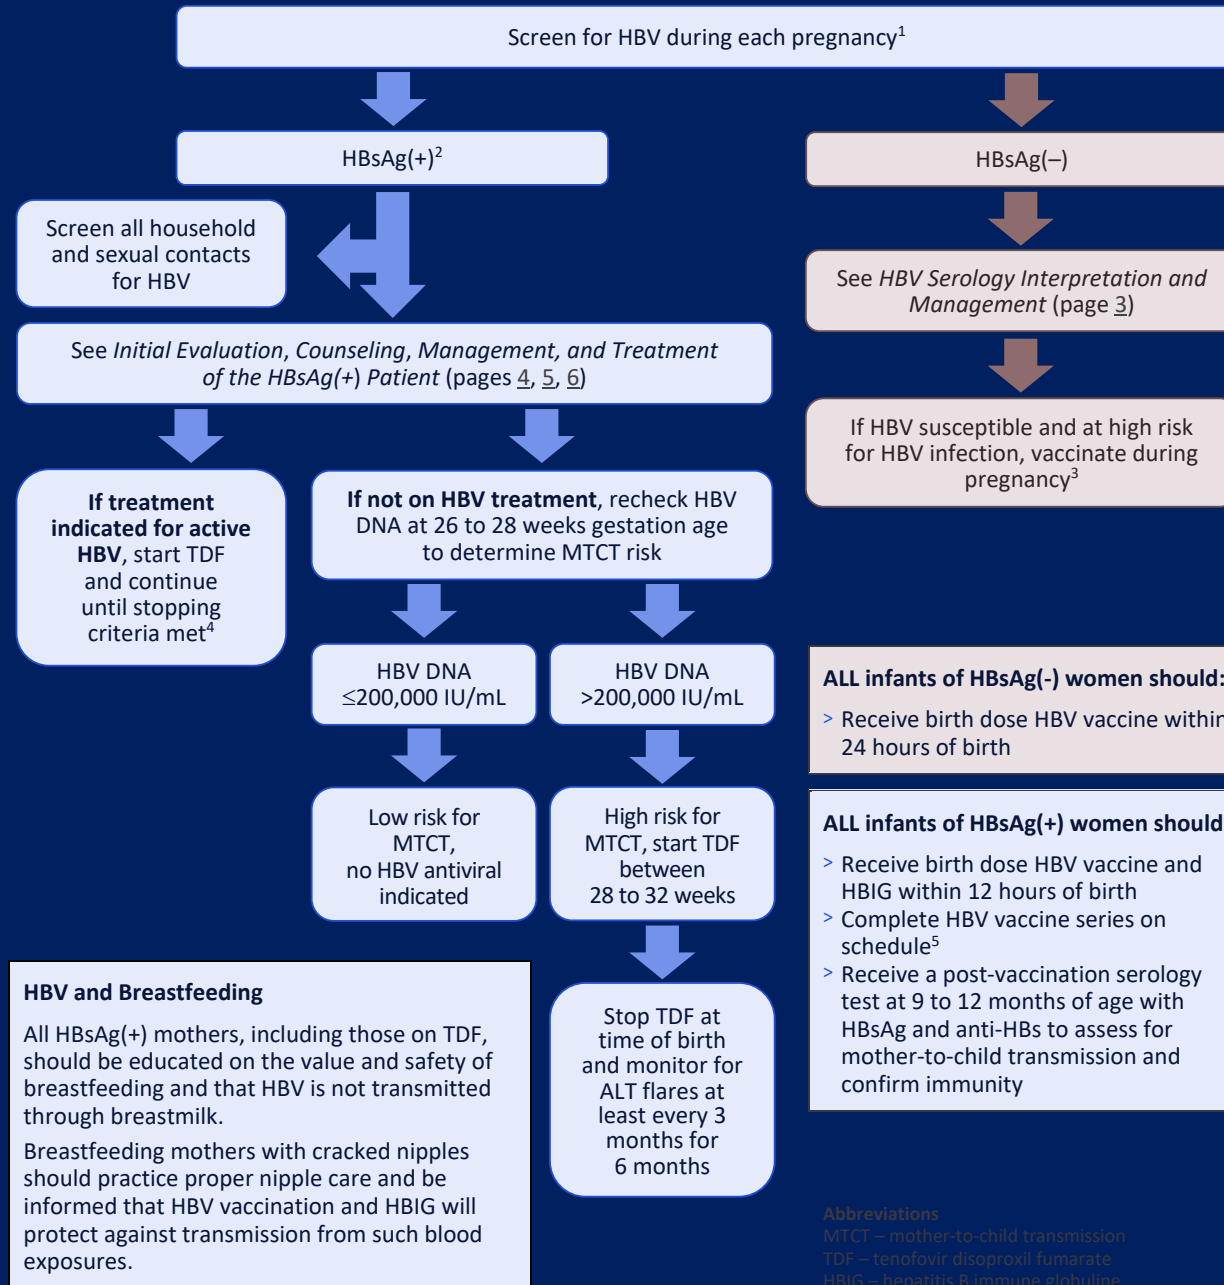 Screen for HBV during each pregnancy1
HBsAg(+)2
Screen all household
and sexual contacts
for HBV
See Initial Evaluation, Counseling, Management, and Treatment
of the HBsAg(+) Patient (pages 4, 5, 6)
If treatment
indicated for active
HBV, start TDF
and continue
until stopping
criteria met4
If not on HBV treatment, recheck HBV
DNA at 26 to 28 weeks gestation age
to determine MTCT risk
HBV DNA
≤200,000 IU/mL
HBV DNA
>200,000 IU/mL
Low risk for
MTCT,
no HBV antiviral
indicated
High risk for
MTCT, start TDF
between
28 to 32 weeks
Stop TDF at
time of birth
and monitor for
ALT flares at
least every 3
months for
6 months
HBV and Breastfeeding
All HBsAg(+) mothers, including those on TDF,
should be educated on the value and safety of
breastfeeding and that HBV is not transmitted
through breastmilk.
Breastfeeding mothers with cracked nipples
should practice proper nipple care and be
informed that HBV vaccination and HBIG will
protect against transmission from such blood
exposures.
HBsAg(–)
See HBV Serology Interpretation and
Management (page 3)
If HBV susceptible and at high risk
for HBV infection, vaccinate during
pregnancy3
ALL infants of HBsAg(-) women should:
> Receive birth dose HBV vaccine within
24 hours of birth
ALL infants of HBsAg(+) women should
> Receive birth dose HBV vaccine and
HBIG within 12 hours of birth
> Complete HBV vaccine series on
schedule5
> Receive a post-vaccination serology
test at 9 to 12 months of age with
HBsAg and anti-HBs to assess for
mother-to-child transmission and
confirm immunity
Abbreviations
MTCT – mother-to-child transmission
TDF – tenofovir disoproxil fumarate
HBIG – hepatitis B immune globuline